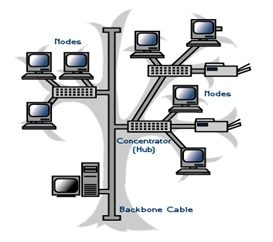 Nodes
Nodes
Concentrator
(Hub)
Backbone Cable